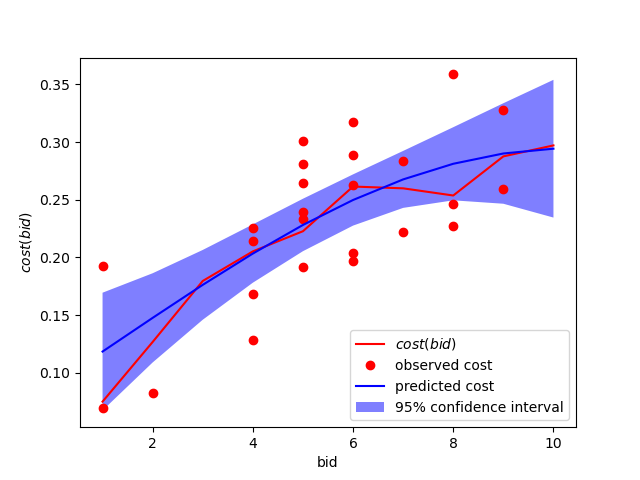 0.35
0.30
0.25
0.20
0.15
0.10
cost(bid)
2 4 6 8 10
bid
cost(bid)
observed cost
predicted cost
95% confidence interval